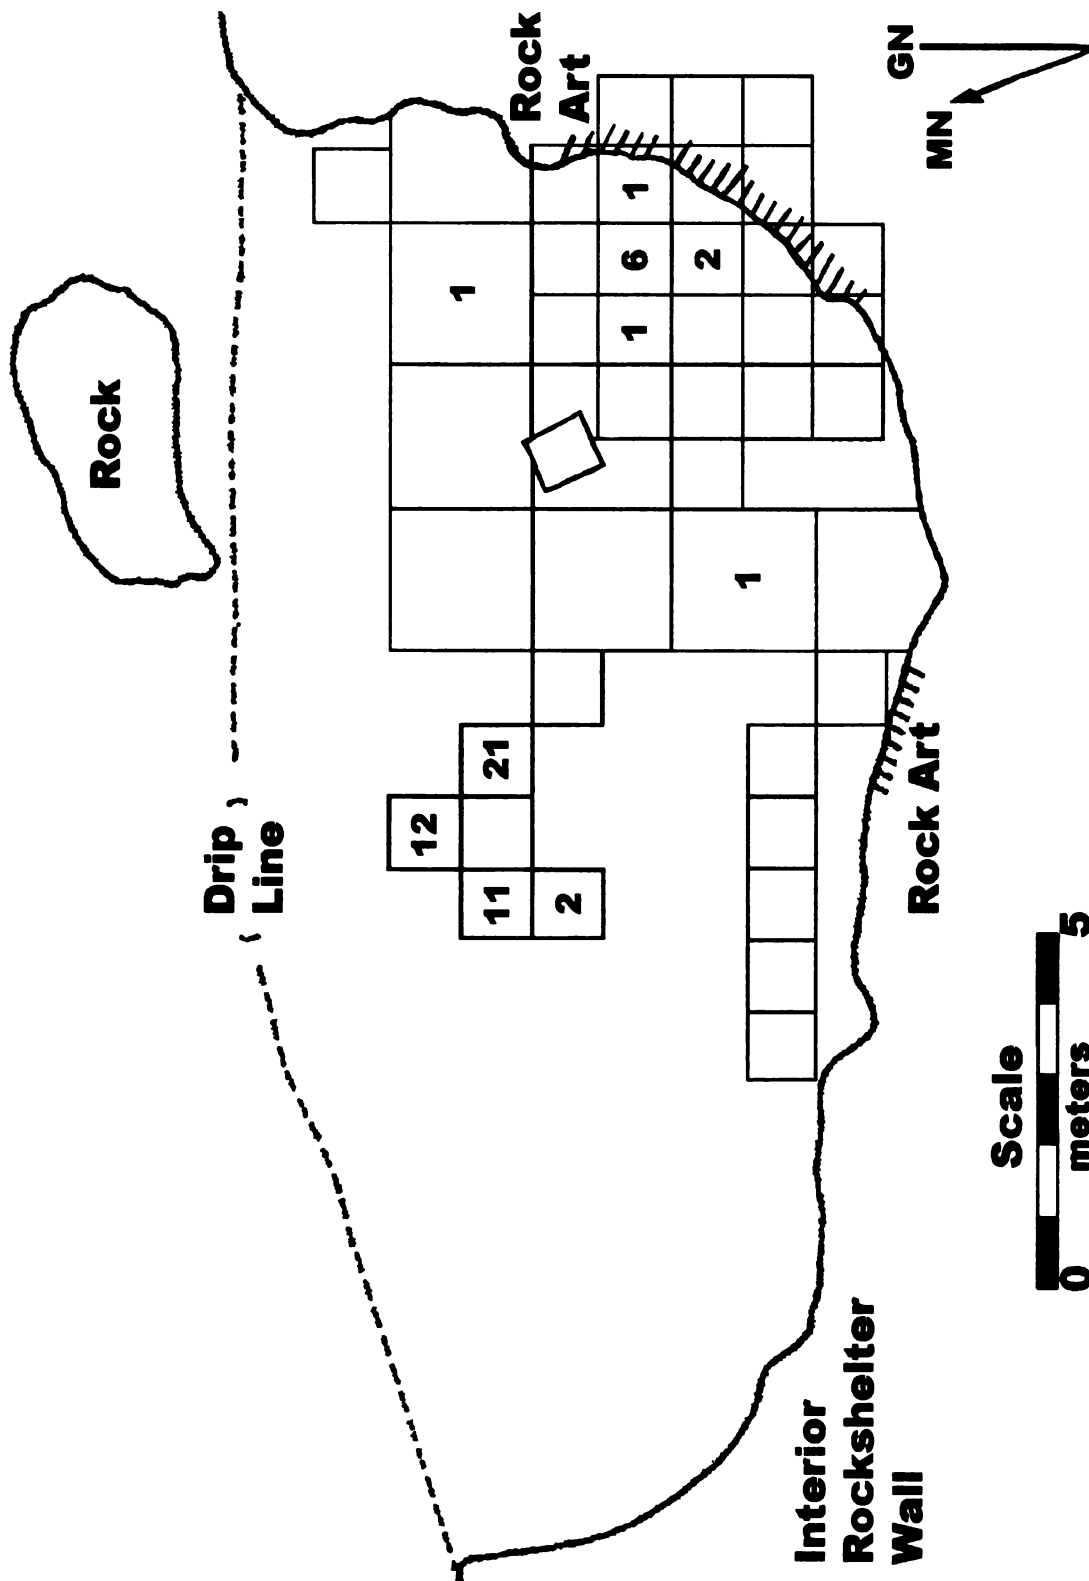 Rock
Drip
Line
12
1
11 21
Rock
Art
2
1 6 1
2
1
Interior
Rockshelter
Wall
Rock Art
GN
MN
Scale
0 meters 5